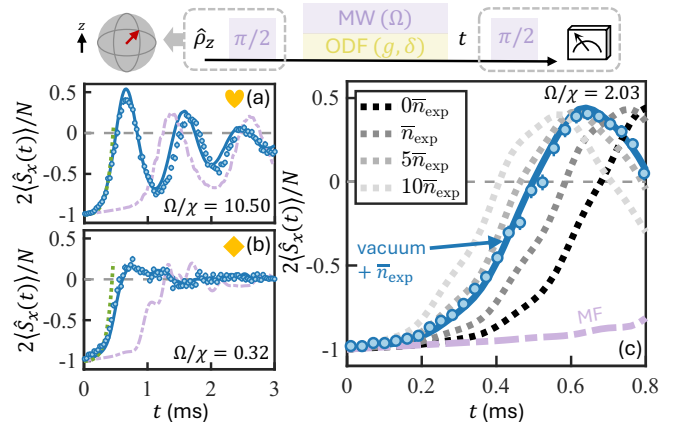 z
ρ̂z
π/2
MW (Ω)
ODF (g, δ)
t
π/2
2⟨Ŝx(t)⟩/N
0.5
0
-0.5
-1
(a)
Ω/χ = 10.50
2⟨Ŝx(t)⟩/N
0.5
0
-0.5
-1
(b)
Ω/χ = 0.32
0
1
2
3
t (ms)
2⟨Ŝx(t)⟩/N
0.5
0
-0.5
-1
Ω/χ = 2.03
0n̄exp
n̄exp
5n̄exp
10n̄exp
vacuum
+ n̄exp
MF
(c)
0
0.2
0.4
0.6
0.8
t (ms)